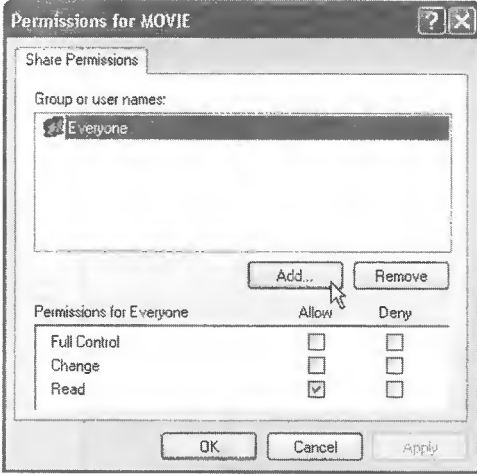 Permissions for MOVIE
Share Permissions
Group or user names:
Everyone
Add... Remove
Permissions for Everyone Allow Deny
Full Control
Change
Read
OK Cancel Apply